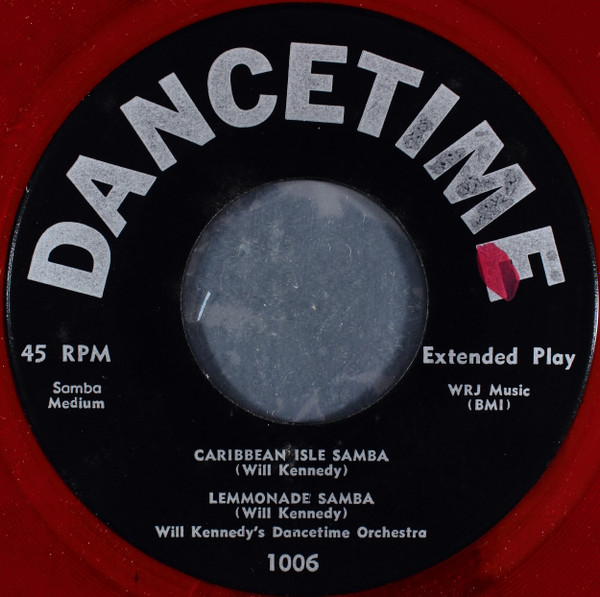 DANCETIME
45 RPM
Extended Play
Samba
Medium
WRJ Music
(BMI)
CARIBBEAN ISLE SAMBA
(Will Kennedy)
LEMMONADE SAMBA
(Will Kennedy)
Will Kennedy's Dancetime Orchestra
1006